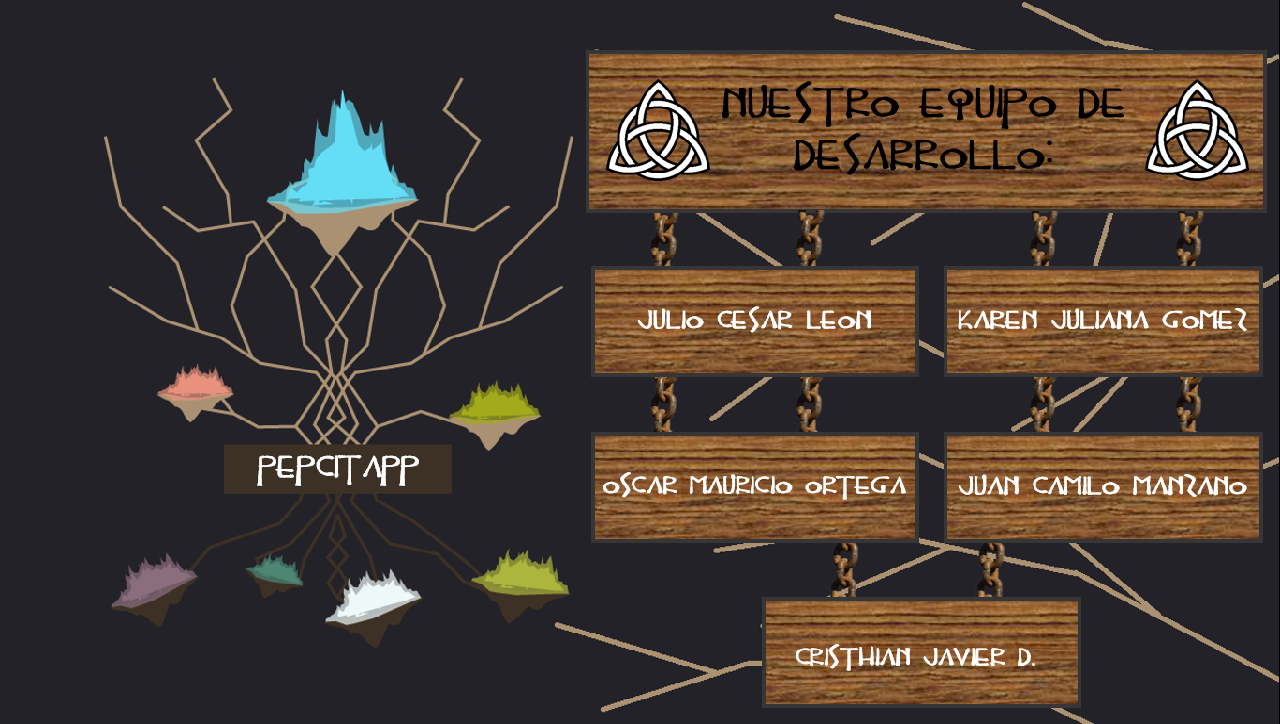 NUESTRO EQUIPO DE
DESARROLLO:
JULIO CESAR LEON
KAREN JULIANA GOMEZ
OSCAR MAURICIO ORTEGA
JUAN CAMILO MANZANO
CRISTHIAN JAVIER D.
PEPCITAPP